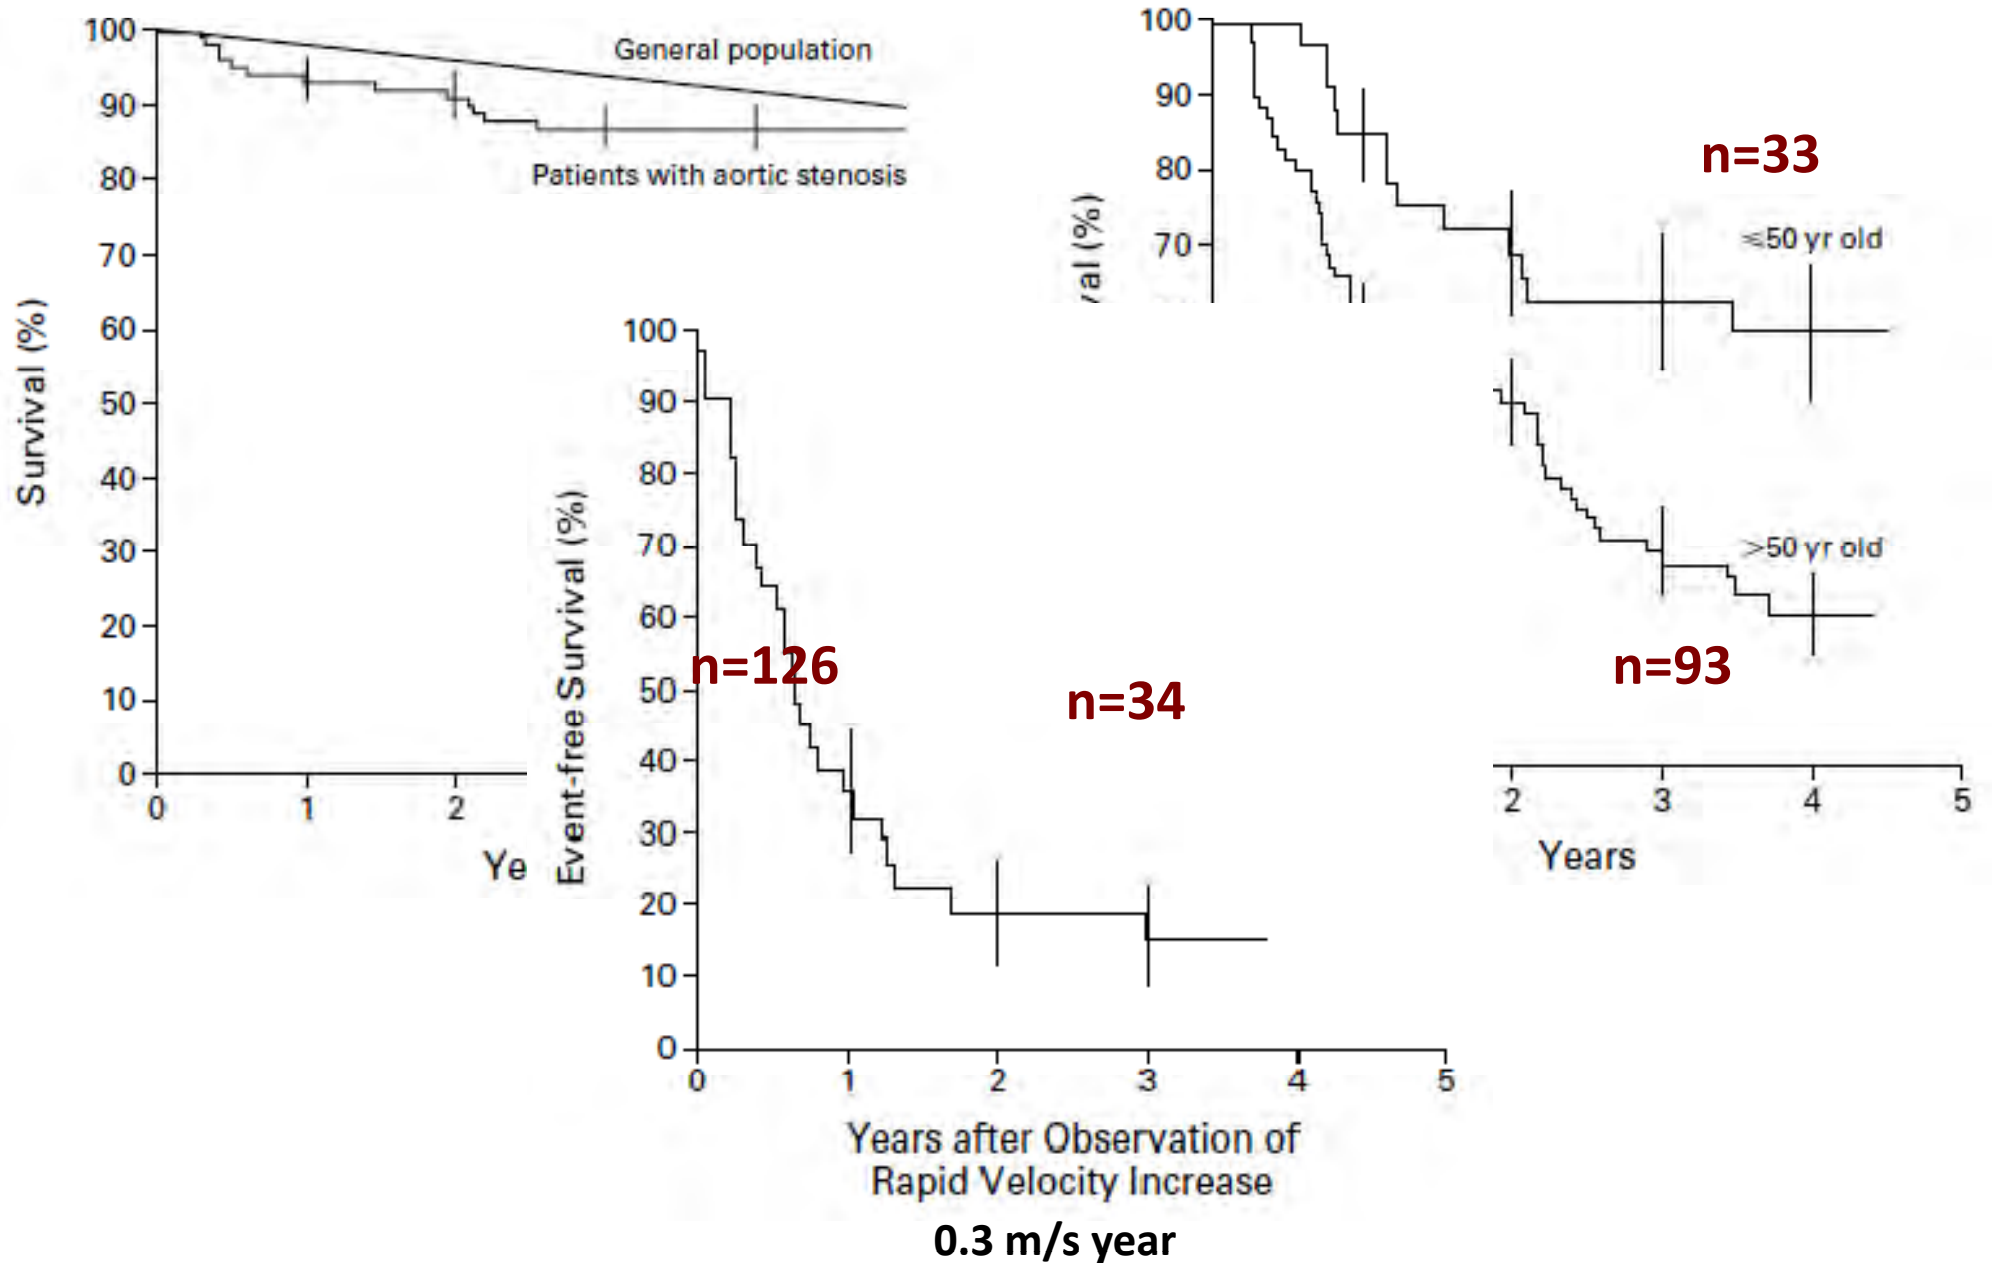 100
90
80
70
60
50
40
30
20
10
0
Survival (%)
General population
Patients with aortic stenosis
n=126
0
1
2
Ye
100
90
80
70
val (%)
n=33
≤50 yr old
>50 yr old
n=93
2
3
4
5
Years
100
90
80
70
60
50
40
30
20
10
0
Event-free Survival (%)
n=34
0
1
2
3
4
5
Years after Observation of
Rapid Velocity Increase
0.3 m/s year